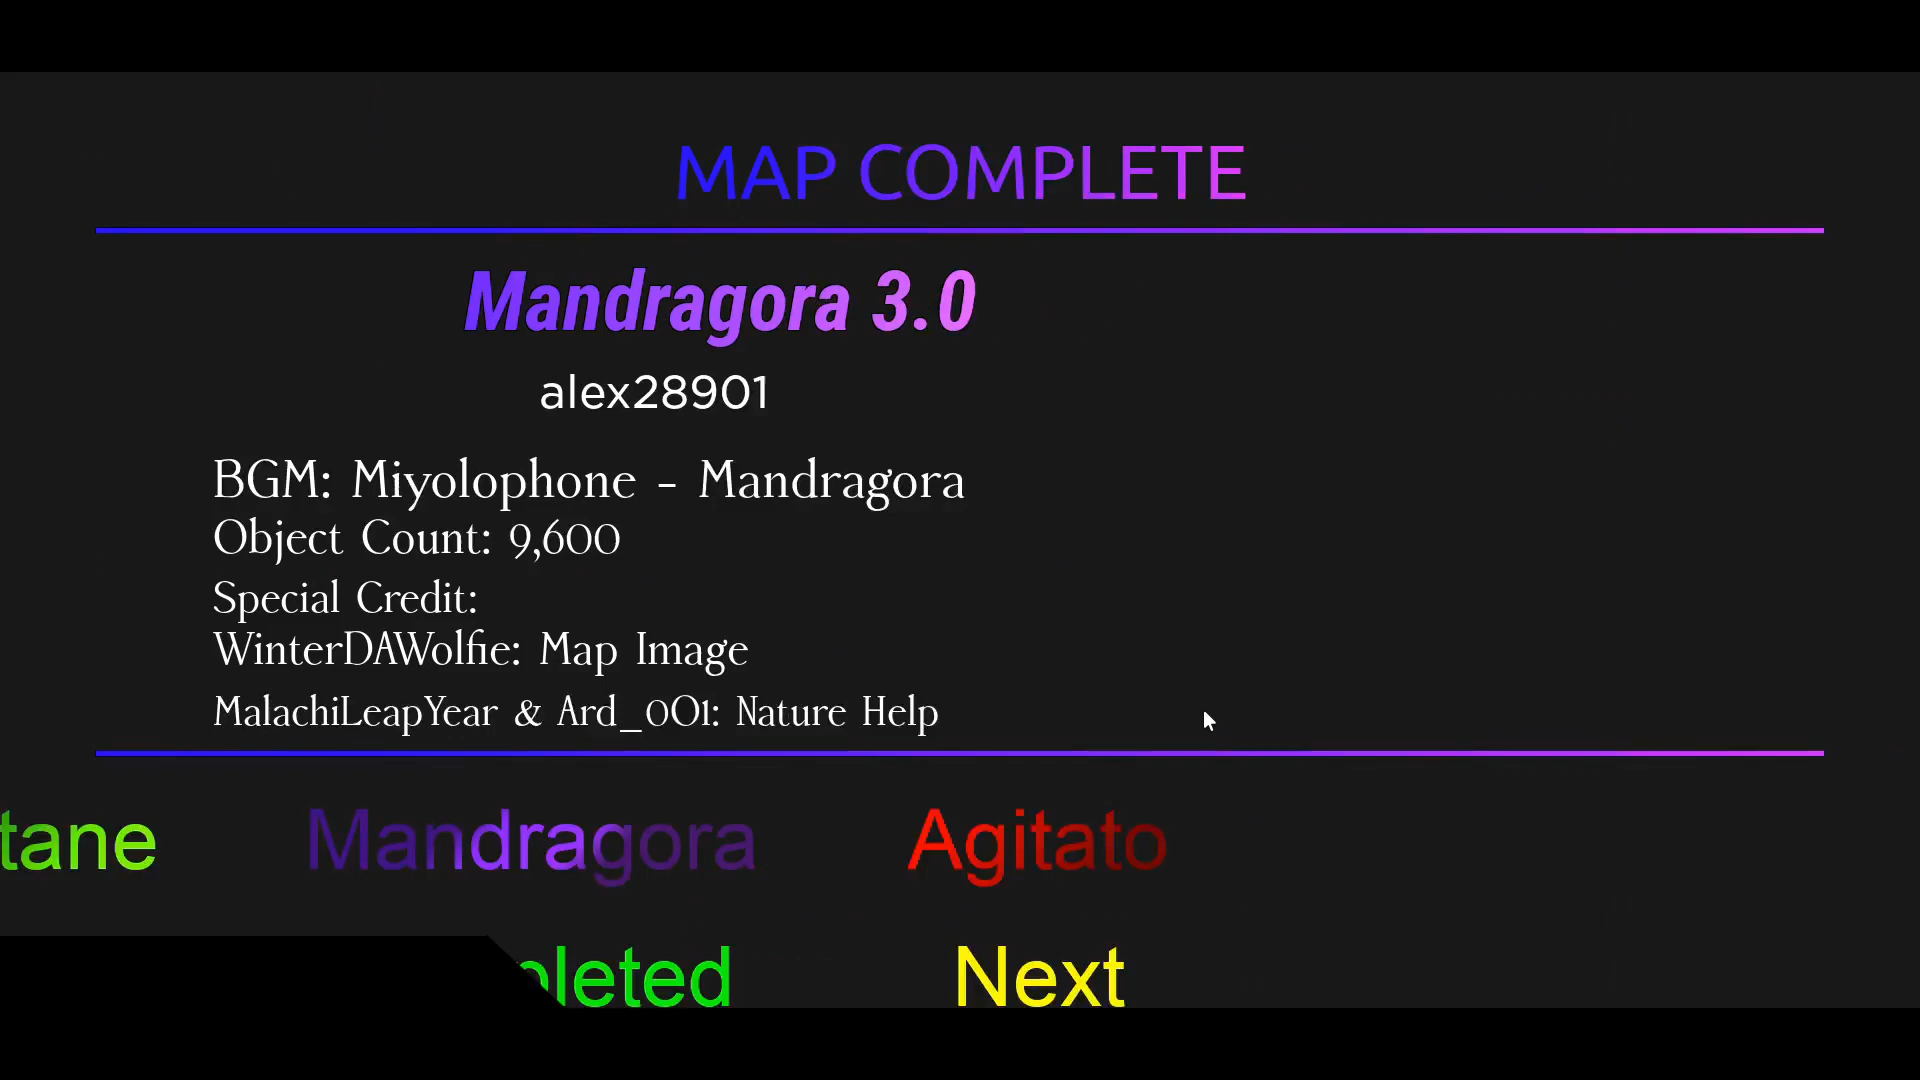 MAP COMPLETE
Mandragora 3.0
alex28901
BGM: Miyolophone - Mandragora
Object Count: 9,600
Special Credit:
WinterDAWolfie: Map Image
MalachiLeapYear & Ard_0O1: Nature Help
tane Mandragora Agitato
pleted Next